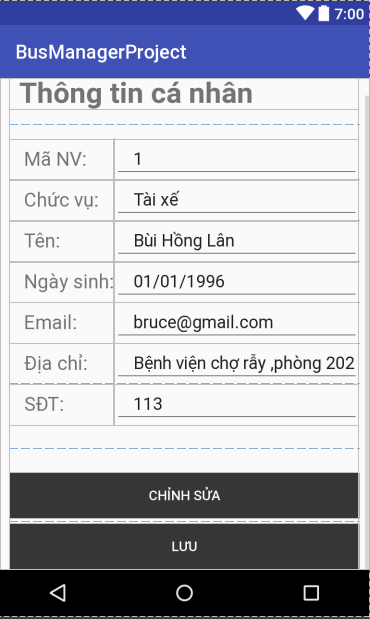 7:00
BusManagerProject
Thông tin cá nhân
Mã NV: 1
Chức vụ: Tài xế
Tên: Bùi Hồng Lân
Ngày sinh: 01/01/1996
Email: bruce@gmail.com
Địa chỉ: Bệnh viện chợ rẫy ,phòng 202
SĐT: 113
CHỈNH SỬA
LƯU